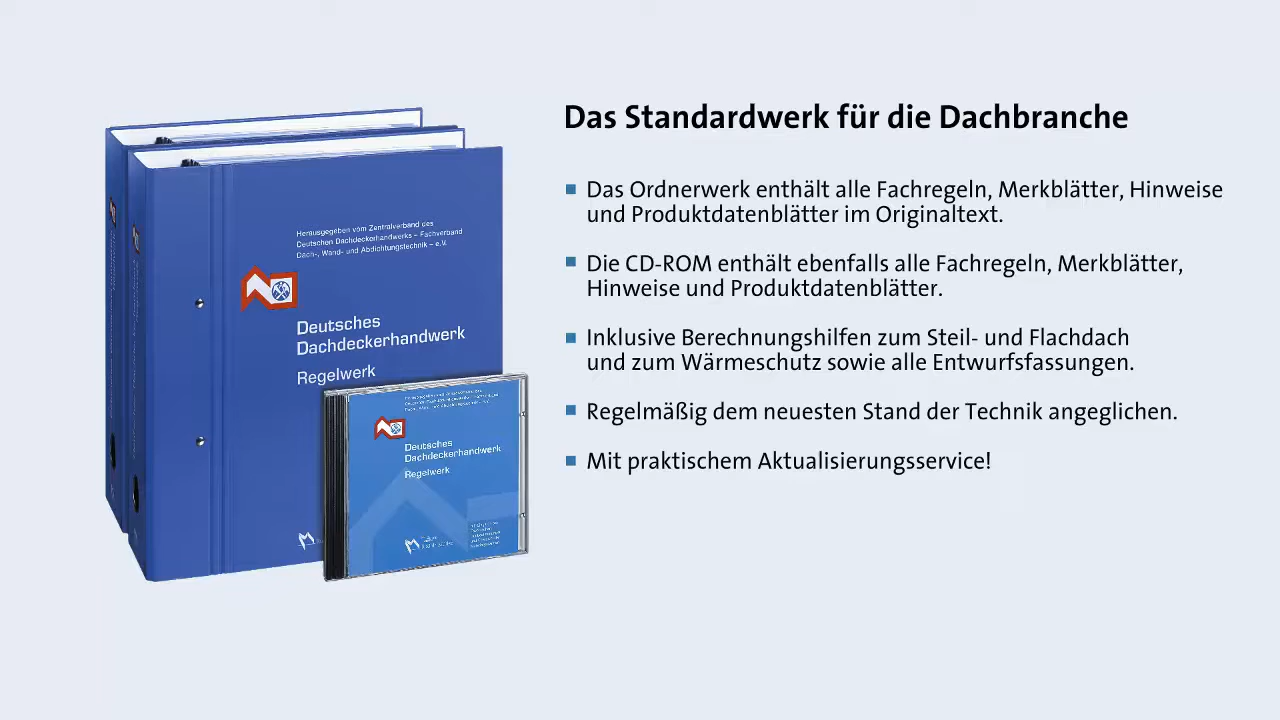 Das Standardwerk für die Dachbranche
Das Ordnerwerk enthält alle Fachregeln, Merkblätter, Hinweise
und Produktdatenblätter im Originaltext.
Die CD-ROM enthält ebenfalls alle Fachregeln, Merkblätter,
Hinweise und Produktdatenblätter.
Inklusive Berechnungshilfen zum Steil- und Flachdach
und zum Wärmeschutz sowie alle Entwurfsfassungen.
Regelmäßig dem neuesten Stand der Technik angeglichen.
Mit praktischem Aktualisierungsservice!
Herausgegeben vom Zentralverband des
Deutschen Dachdeckerhandwerks – Fachverband
Dach-, Wand- und Abdichtungstechnik – e.V.
Deutsches
Dachdeckerhandwerk
Regelwerk
Deutsches
Dachdeckerhandwerk
Regelwerk